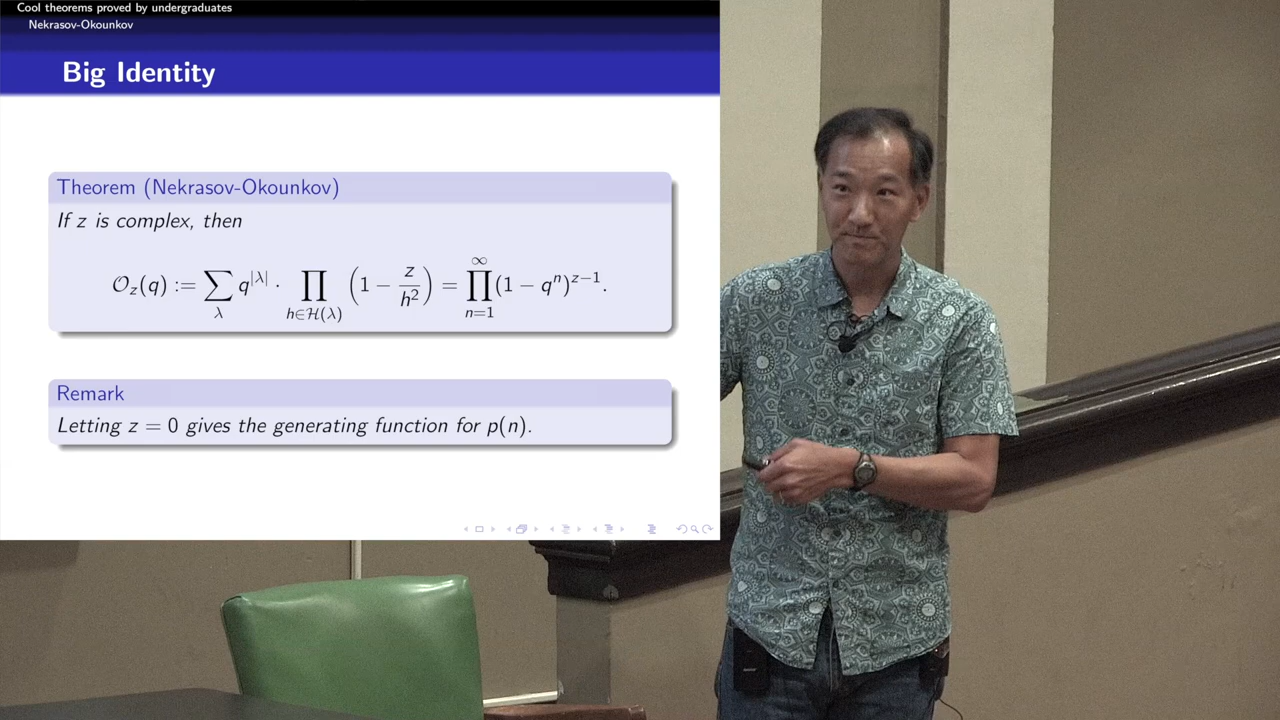 Cool theorems proved by undergraduates
Nekrasov-Okounkov
Big Identity
Theorem (Nekrasov-Okounkov)
If z is complex, then
𝒪_z(q) := ∑_λ q^{|λ|} · ∏_{h∈ℋ(λ)} (1 − z/h²) = ∏_{n=1}^{∞} (1 − qⁿ)^{z−1}.
Remark
Letting z = 0 gives the generating function for p(n).